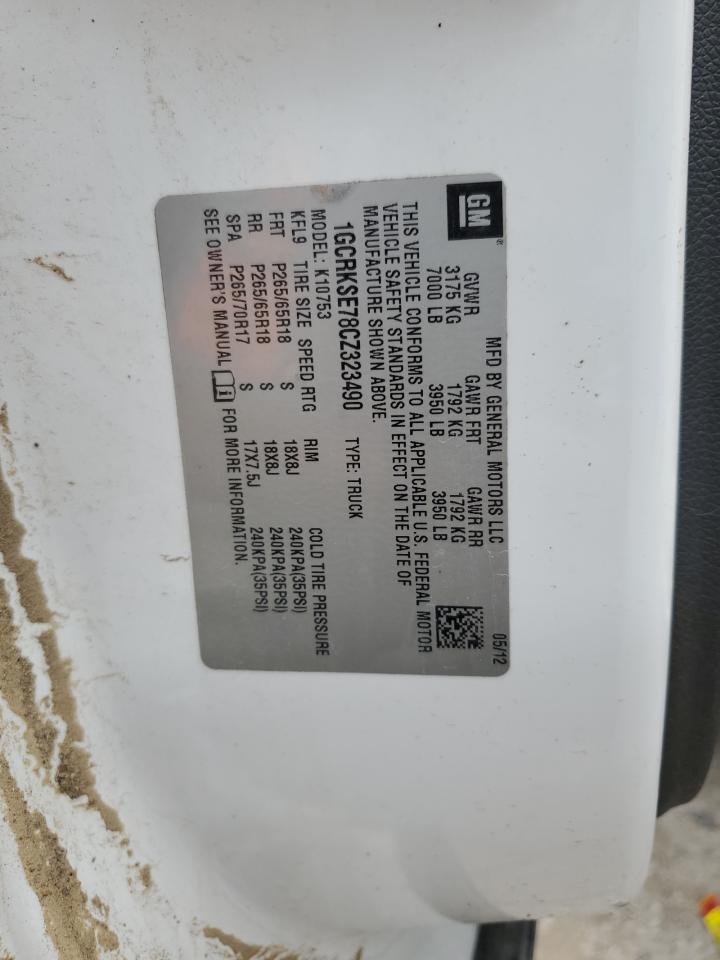 GM®
MFD BY GENERAL MOTORS LLC 05/12
GVWR GAWR FRT GAWR RR
3175 KG 1792 KG 1792 KG
7000 LB 3950 LB 3950 LB
THIS VEHICLE CONFORMS TO ALL APPLICABLE U.S. FEDERAL MOTOR
VEHICLE SAFETY STANDARDS IN EFFECT ON THE DATE OF
MANUFACTURE SHOWN ABOVE.
1GCRKSE78CZ323490 TYPE: TRUCK
MODEL: K10753
KFL9 TIRE SIZE SPEED RTG RIM COLD TIRE PRESSURE
FRT P265/65R18 S 18X8J 240KPA(35PSI)
RR P265/65R18 S 18X8J 240KPA(35PSI)
SPA P265/70R17 S 17X7.5J 240KPA(35PSI)
SEE OWNER'S MANUAL i FOR MORE INFORMATION.